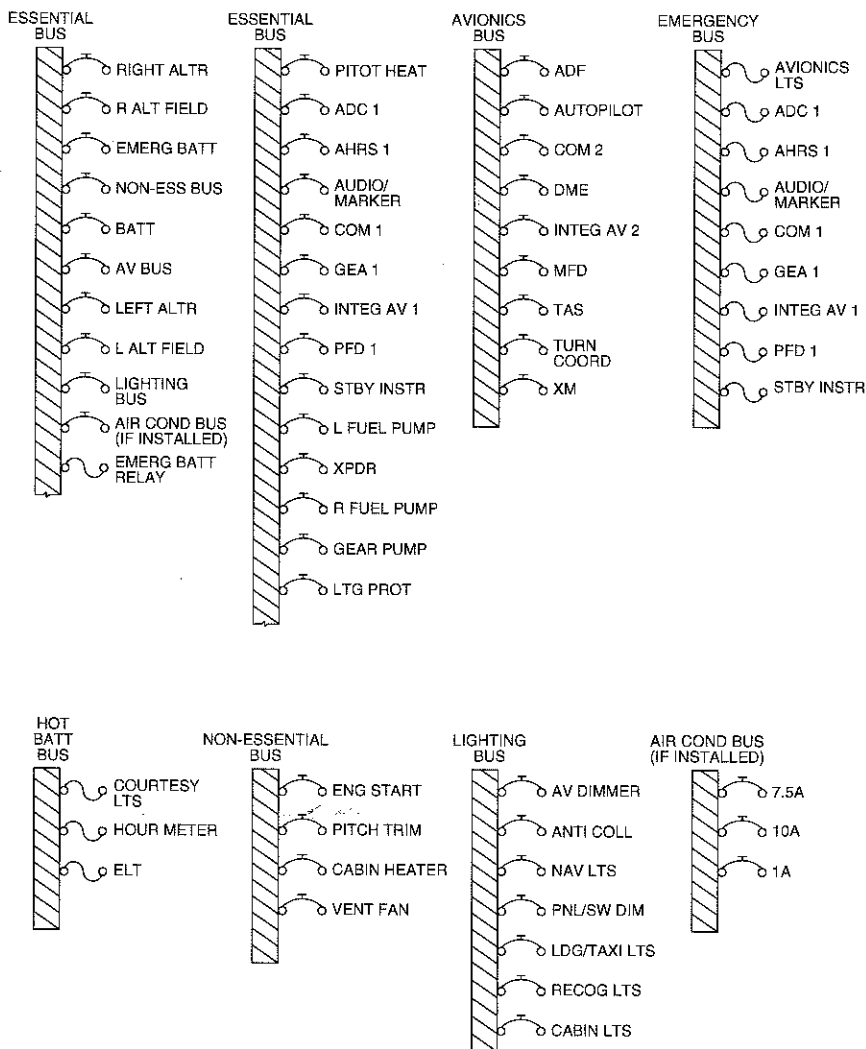 ESSENTIAL
BUS
RIGHT ALTR
R ALT FIELD
EMERG BATT
NON-ESS BUS
BATT
AV BUS
LEFT ALTR
L ALT FIELD
LIGHTING
BUS
AIR COND BUS
(IF INSTALLED)
EMERG BATT
RELAY
ESSENTIAL
BUS
PITOT HEAT
ADC 1
AHRS 1
AUDIO/
MARKER
COM 1
GEA 1
INTEG AV 1
PFD 1
STBY INSTR
L FUEL PUMP
XPDR
R FUEL PUMP
GEAR PUMP
LTG PROT
AVIONICS
BUS
ADF
AUTOPILOT
COM 2
DME
INTEG AV 2
MFD
TAS
TURN
COORD
XM
EMERGENCY
BUS
AVIONICS
LTS
ADC 1
AHRS 1
AUDIO/
MARKER
COM 1
GEA 1
INTEG AV 1
PFD 1
STBY INSTR
HOT
BATT
BUS
COURTESY
LTS
HOUR METER
ELT
NON-ESSENTIAL
BUS
ENG START
PITCH TRIM
CABIN HEATER
VENT FAN
LIGHTING
BUS
AV DIMMER
ANTI COLL
NAV LTS
PNL/SW DIM
LDG/TAXI LTS
RECOG LTS
CABIN LTS
AIR COND BUS
(IF INSTALLED)
7.5A
10A
1A